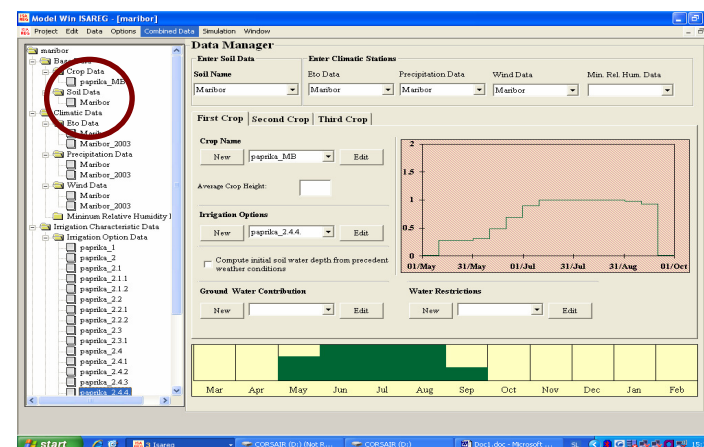 Model Win ISAREG - [maribor]
Project Edit Data Options Combined Data Simulation Window
maribor
Base Data
Crop Data
paprika_MB
Soil Data
Maribor
Climatic Data
Eto Data
Maribor
Maribor_2003
Precipitation Data
Maribor
Maribor_2003
Wind Data
Maribor
Maribor_2003
Mininum Relative Humidity
Irrigation Characteristic Data
Irrigation Option Data
paprika_1
paprika_2
paprika_2.1
paprika_2.1.1
paprika_2.1.2
paprika_2.2
paprika_2.2.1
paprika_2.2.2
paprika_2.3
paprika_2.3.1
paprika_2.4
paprika_2.4.1
paprika_2.4.2
paprika_2.4.3
paprika_2.4.4
Data Manager
Enter Soil Data Enter Climatic Stations
Soil Name Eto Data Precipitation Data Wind Data Min. Rel. Hum. Data
Maribor Maribor Maribor Maribor
First Crop Second Crop Third Crop
Crop Name
New paprika_MB Edit
Average Crop Height:
Irrigation Options
New paprika_2.4.4. Edit
Compute initial soil water depth from precedent
weather conditions
2
1.5
1
0.5
0
01/May 31/May 01/Jul 31/Jul 31/Aug 01/Oct
Ground Water Contribution Water Restrictions
New Edit New Edit
Mar Apr May Jun Jul Aug Sep Oct Nov Dec Jan Feb
start 3 Isareg CORSAIR (D:) (Not R... CORSAIR (D:) Doc1.doc - Microsoft ... SL 15: